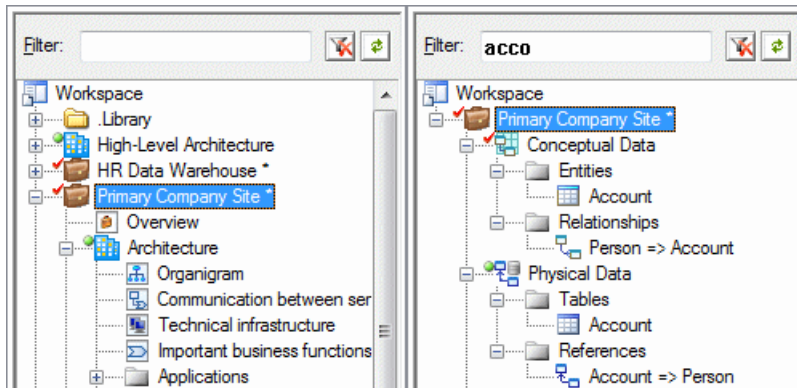 Filter:
Workspace
.Library
High-Level Architecture
HR Data Warehouse *
Primary Company Site *
Overview
Architecture
Organigram
Communication between ser
Technical infrastructure
Important business functions
Applications
Filter: acco
Workspace
Primary Company Site *
Conceptual Data
Entities
Account
Relationships
Person => Account
Physical Data
Tables
Account
References
Account => Person